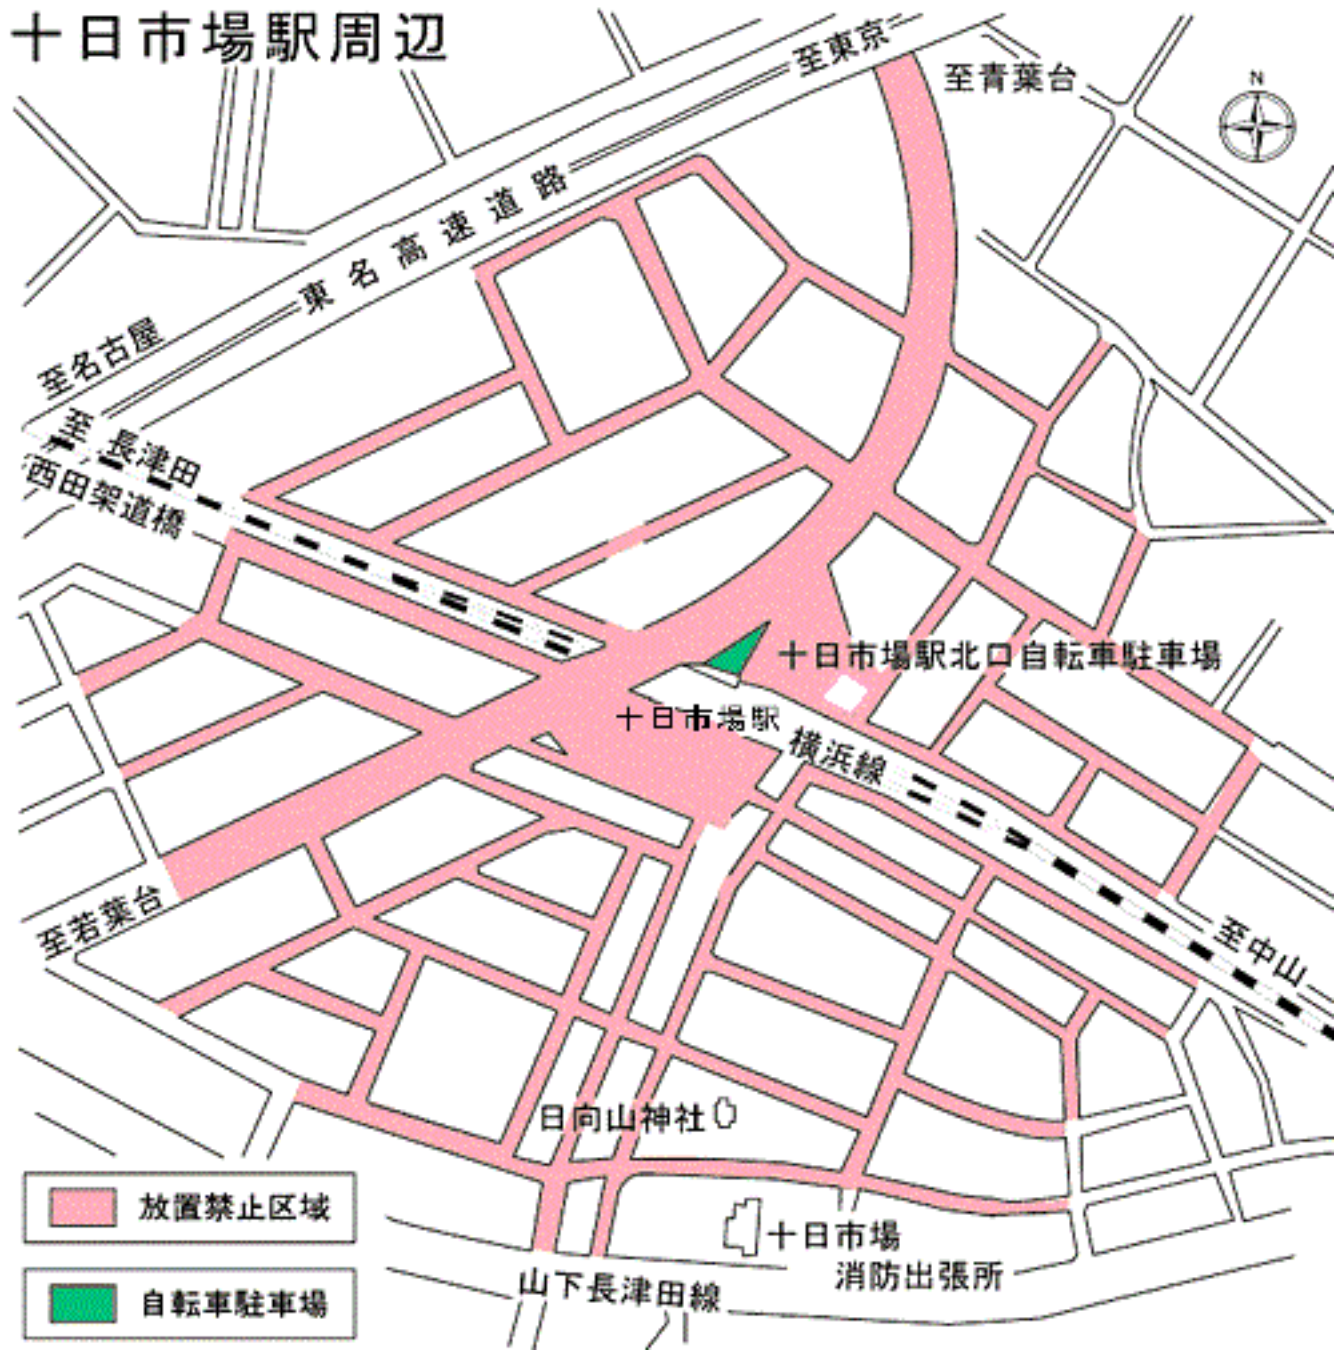 十日市場駅周辺
至東京
至青葉台
N
東名高速道路
至名古屋
至長津田
西田架道橋
十日市場駅北口自転車駐車場
十日市場駅
横浜線
至若葉台
至中山
日向山神社
放置禁止区域
十日市場
消防出張所
自転車駐車場
山下長津田線